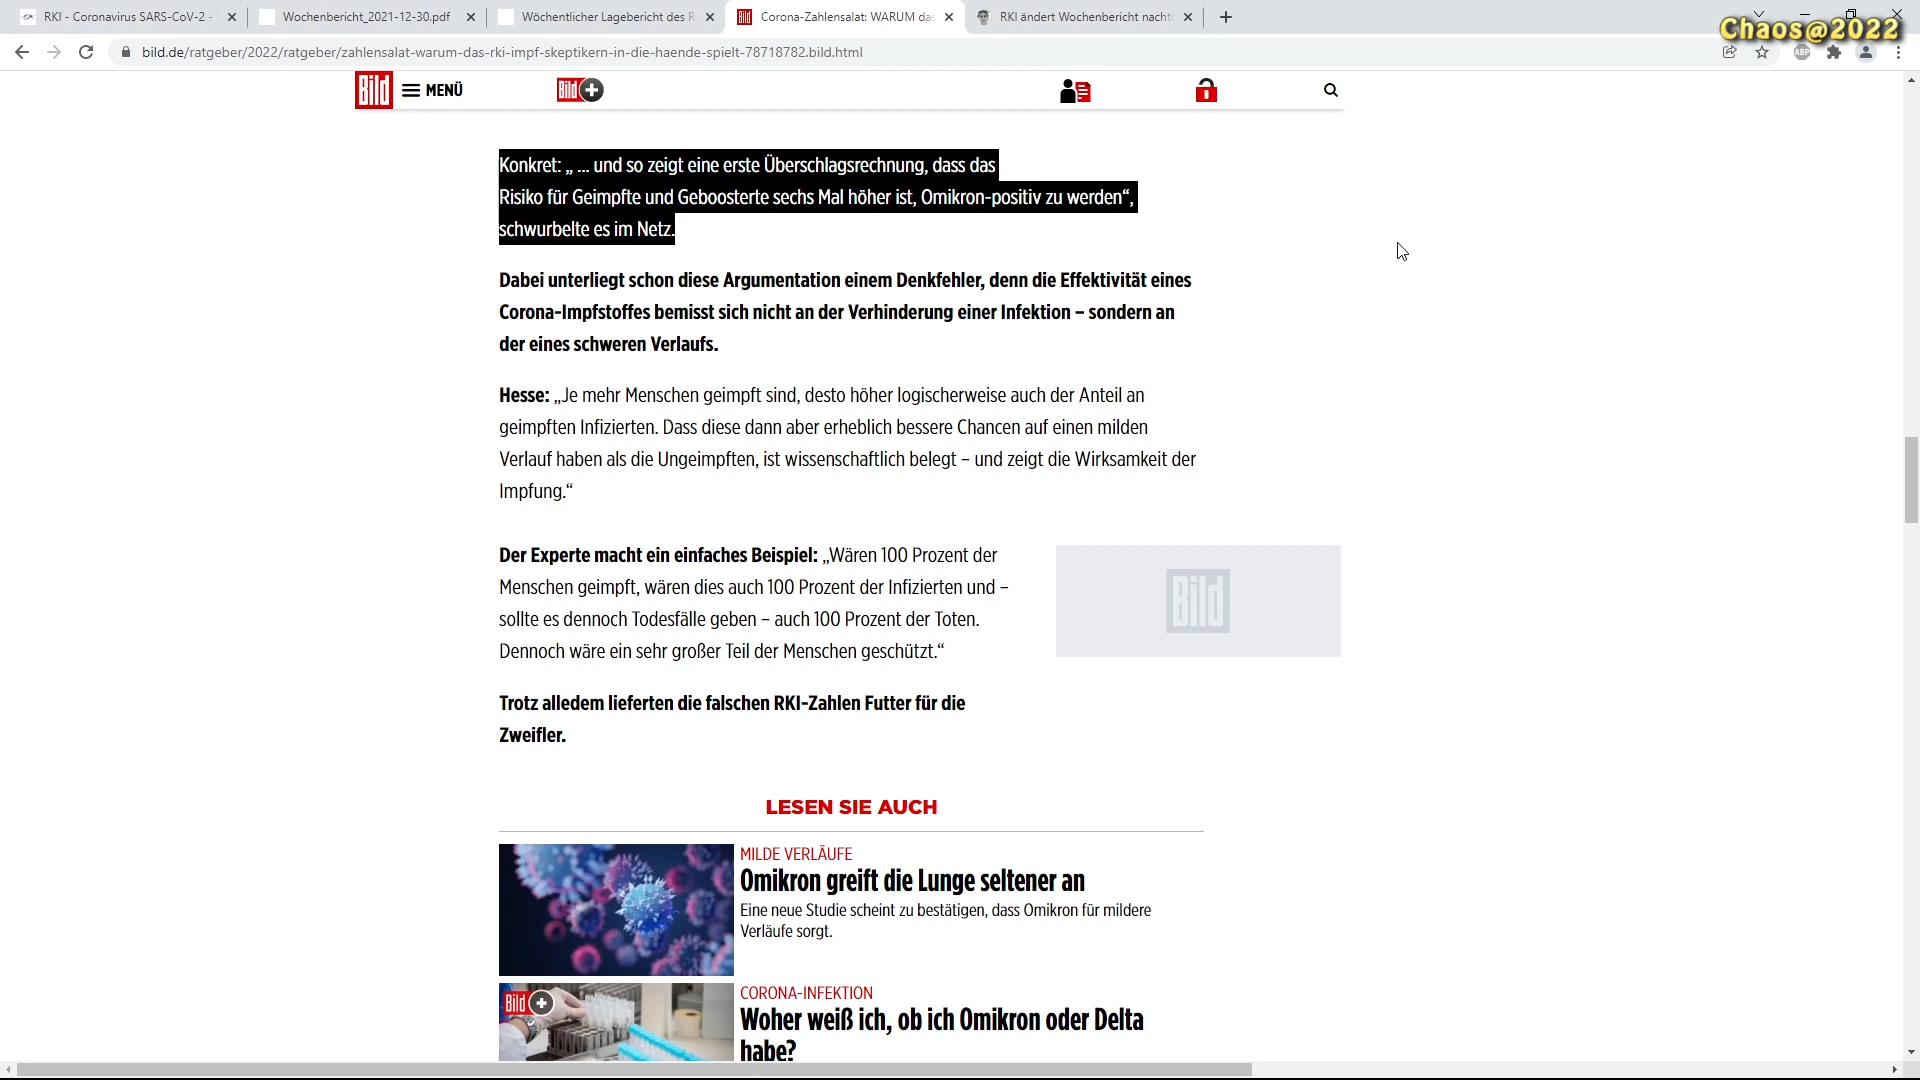 RKI - Coronavirus SARS-CoV-2 -
Wochenbericht_2021-12-30.pdf
Wöchentlicher Lagebericht des R
Corona-Zahlensalat: WARUM das
RKI ändert Wochenbericht nachtr
Chaos@2022
bild.de/ratgeber/2022/ratgeber/zahlensalat-warum-das-rki-impf-skeptikern-in-die-haende-spielt-78718782.bild.html
ABP
Bild
MENÜ
Bild
Konkret: „ ... und so zeigt eine erste Überschlagsrechnung, dass das
Risiko für Geimpfte und Geboosterte sechs Mal höher ist, Omikron-positiv zu werden“,
schwurbelte es im Netz.
Dabei unterliegt schon diese Argumentation einem Denkfehler, denn die Effektivität eines
Corona-Impfstoffes bemisst sich nicht an der Verhinderung einer Infektion – sondern an
der eines schweren Verlaufs.
Hesse: „Je mehr Menschen geimpft sind, desto höher logischerweise auch der Anteil an
geimpften Infizierten. Dass diese dann aber erheblich bessere Chancen auf einen milden
Verlauf haben als die Ungeimpften, ist wissenschaftlich belegt – und zeigt die Wirksamkeit der
Impfung.“
Der Experte macht ein einfaches Beispiel: „Wären 100 Prozent der
Menschen geimpft, wären dies auch 100 Prozent der Infizierten und –
sollte es dennoch Todesfälle geben – auch 100 Prozent der Toten.
Dennoch wäre ein sehr großer Teil der Menschen geschützt.“
Bild
Trotz alledem lieferten die falschen RKI-Zahlen Futter für die
Zweifler.
LESEN SIE AUCH
MILDE VERLÄUFE
Omikron greift die Lunge seltener an
Eine neue Studie scheint zu bestätigen, dass Omikron für mildere
Verläufe sorgt.
Bild
CORONA-INFEKTION
Woher weiß ich, ob ich Omikron oder Delta
habe?